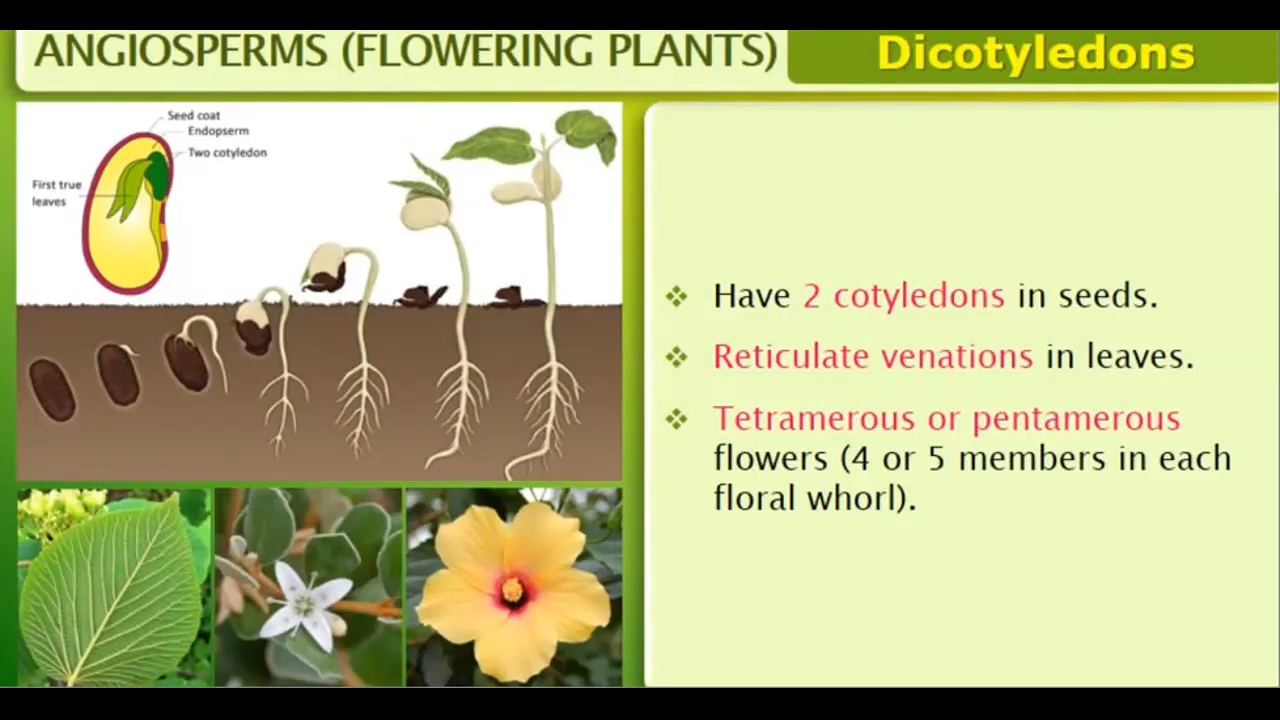 ANGIOSPERMS (FLOWERING PLANTS)
Dicotyledons
Seed coat
Endopserm
Two cotyledon
First true
leaves
❖ Have 2 cotyledons in seeds.
❖ Reticulate venations in leaves.
❖ Tetramerous or pentamerous
flowers (4 or 5 members in each
floral whorl).